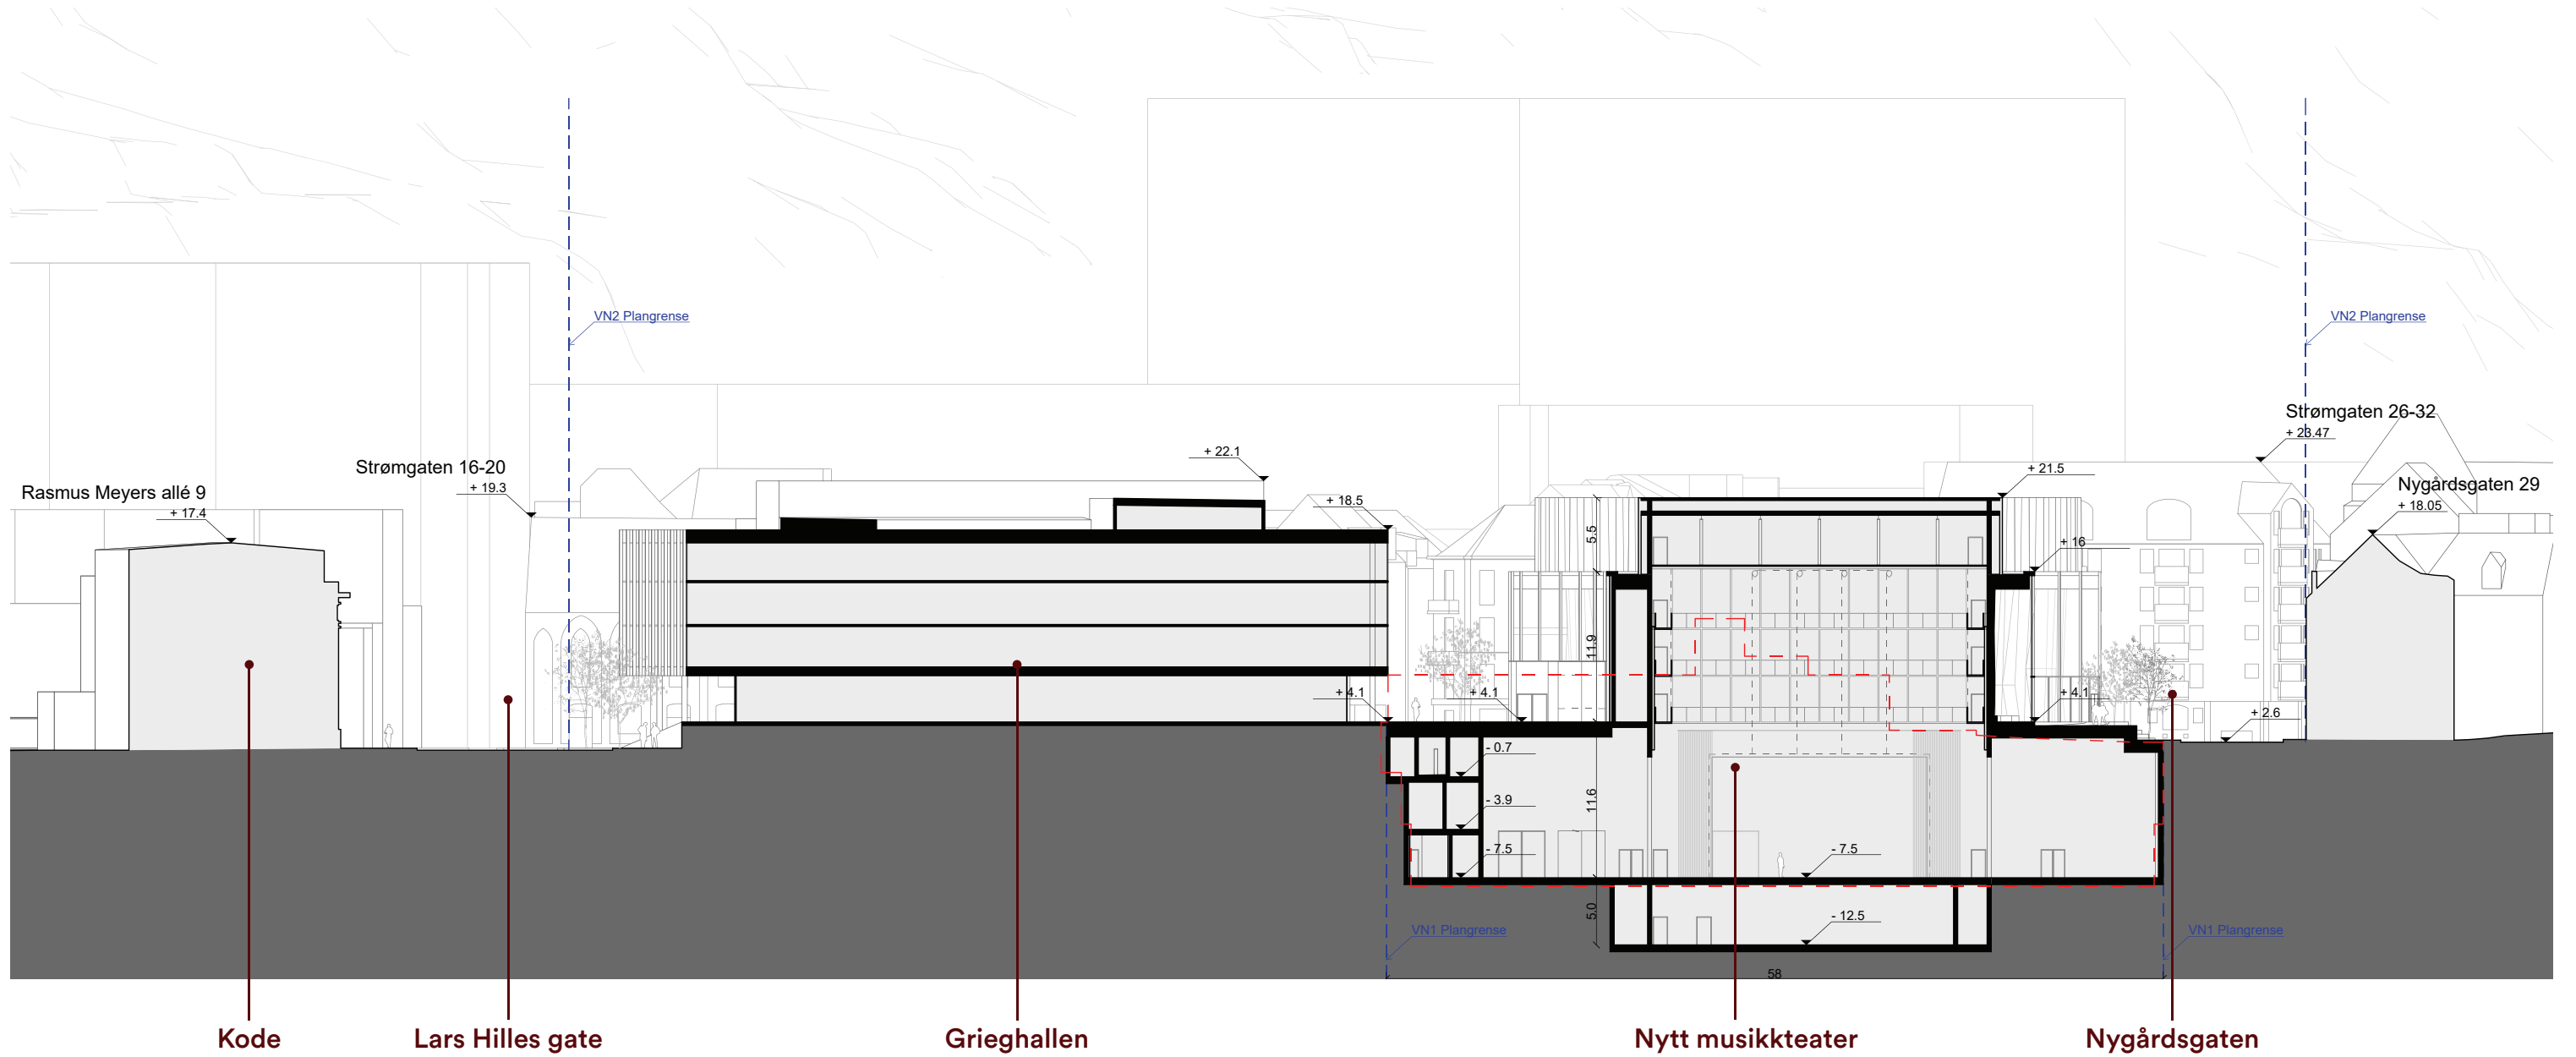 VN2 Plangrense
VN2 Plangrense
Strømgaten 26-32
+ 23.47
+ 22.1
Strømgaten 16-20
+ 19.3
+ 21.5
Nygårdsgaten 29
+ 18.05
Rasmus Meyers allé 9
+ 17.4
+ 18.5
5.5
+ 16
11.9
+ 4.1
+ 4.1
+ 4.1
+ 2.6
- 0.7
- 3.9
11.6
- 7.5
- 7.5
5.0
- 12.5
VN1 Plangrense
VN1 Plangrense
58
Kode
Lars Hilles gate
Grieghallen
Nytt musikkteater
Nygårdsgaten